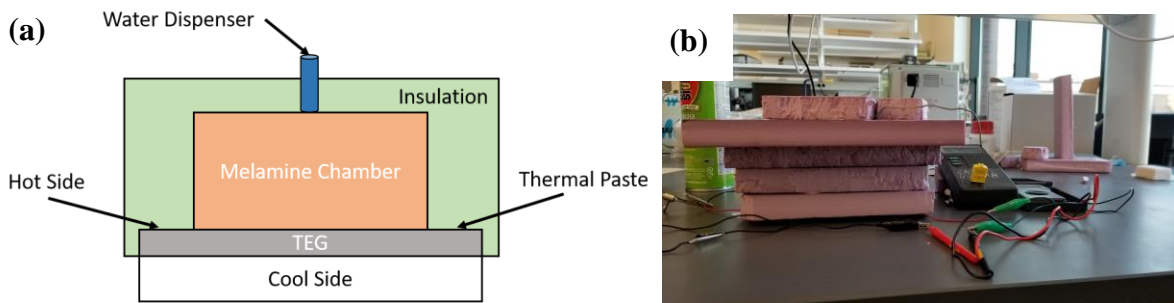 (a)
Water Dispenser
Insulation
Melamine Chamber
Hot Side
Thermal Paste
TEG
Cool Side
(b)